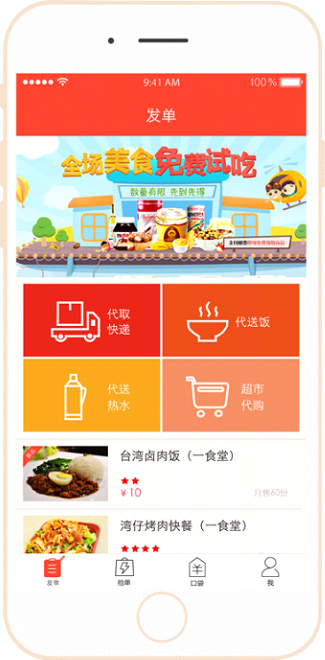 9:41 AM
100%
发单
全场美食免费试吃
数量有限 先到先得
代取
快递
代送饭
代送
热水
超市
代购
台湾卤肉饭（一食堂）
¥10
月售60份
湾仔烤肉快餐（一食堂）
发单
抢单
口袋
我